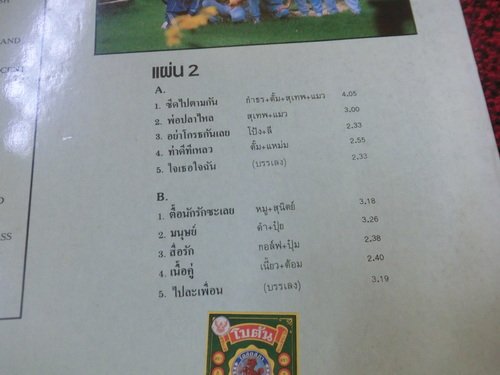 AND
CENT
SS
แผ่น 2
A.
1. ซีดไปตามกัน กำธร+ตั้ม+สุเทพ+แมว 4.05
2. พ่อปลาไหล สุเทพ+แมว 3.00
3. อย่าโกรธกันเลย โป้ง+ลี 2.33
4. ทำดีทีเหลว ตั้ม+แหม่ม 2.55
5. ใจเธอใจฉัน (บรรเลง) 2.33
B.
1. ตื้อนักรักซะเลย หมู+สุนิตย์ 3.18
2. มนุษย์ ดำ+ปุ้ย 3.26
3. สื่อรัก กอล์ฟ+ปุ้ม 2.38
4. เนื้อคู่ เนี้ยว+ต้อม 2.40
5. ไปละเพื่อน (บรรเลง) 3.19
โบตัน